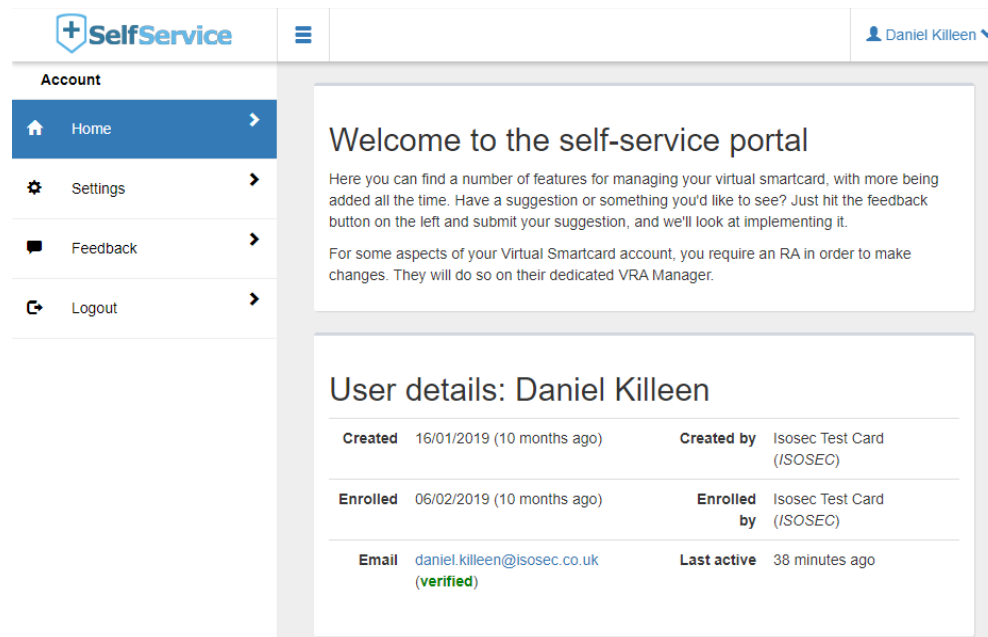 SelfService
Daniel Killeen
Account
Home
Settings
Feedback
Logout
Welcome to the self-service portal
Here you can find a number of features for managing your virtual smartcard, with more being
added all the time. Have a suggestion or something you'd like to see? Just hit the feedback
button on the left and submit your suggestion, and we'll look at implementing it.
For some aspects of your Virtual Smartcard account, you require an RA in order to make
changes. They will do so on their dedicated VRA Manager.
User details: Daniel Killeen
Created 16/01/2019 (10 months ago) Created by Isosec Test Card
(ISOSEC)
Enrolled 06/02/2019 (10 months ago) Enrolled Isosec Test Card
by (ISOSEC)
Email daniel.killeen@isosec.co.uk Last active 38 minutes ago
(verified)